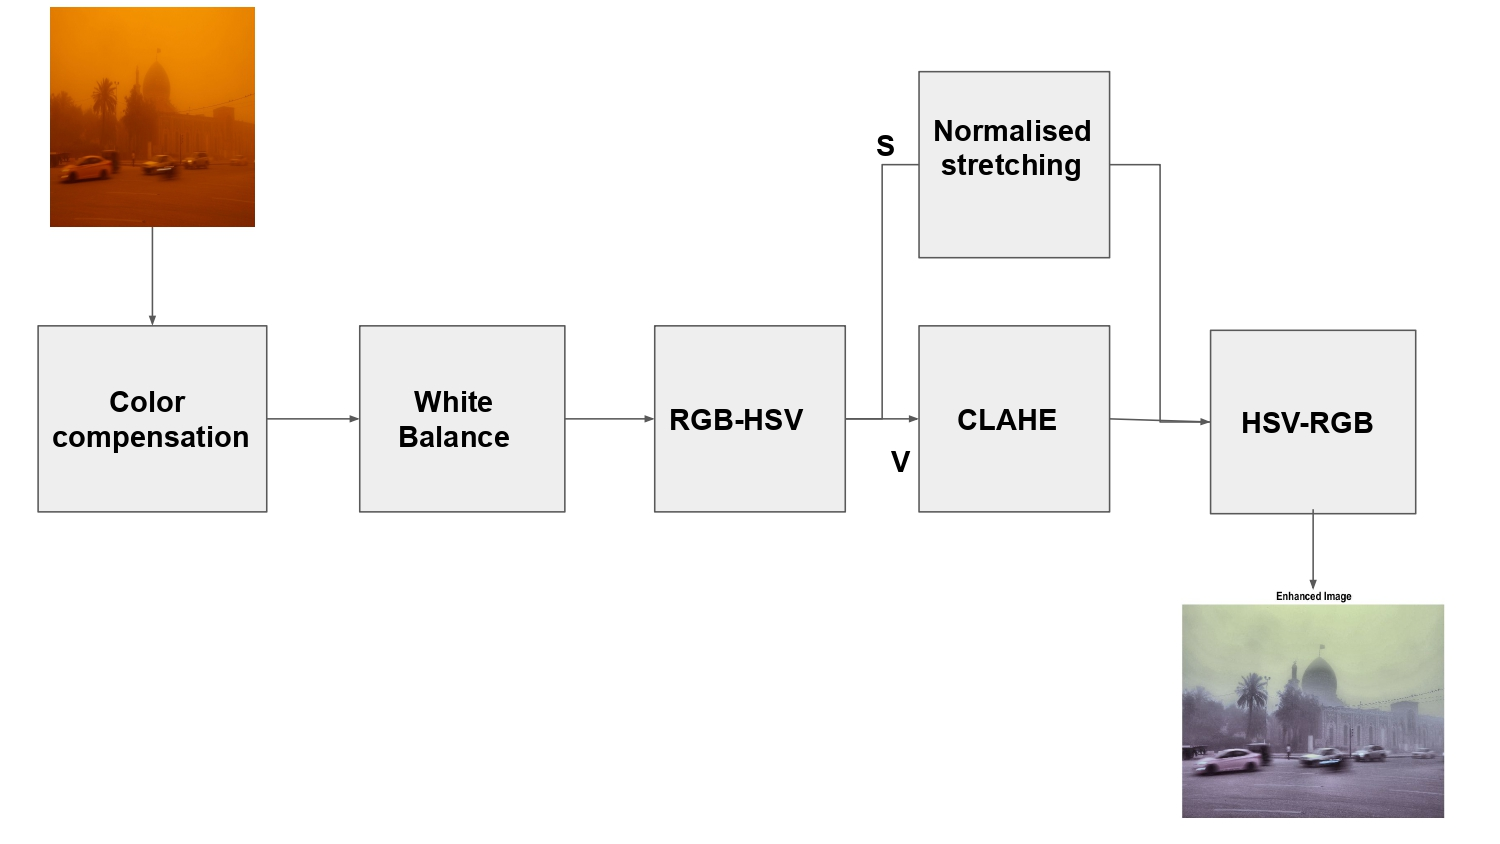 S
Normalised
stretching
Color
compensation
White
Balance
RGB-HSV
V
CLAHE
HSV-RGB
Enhanced Image